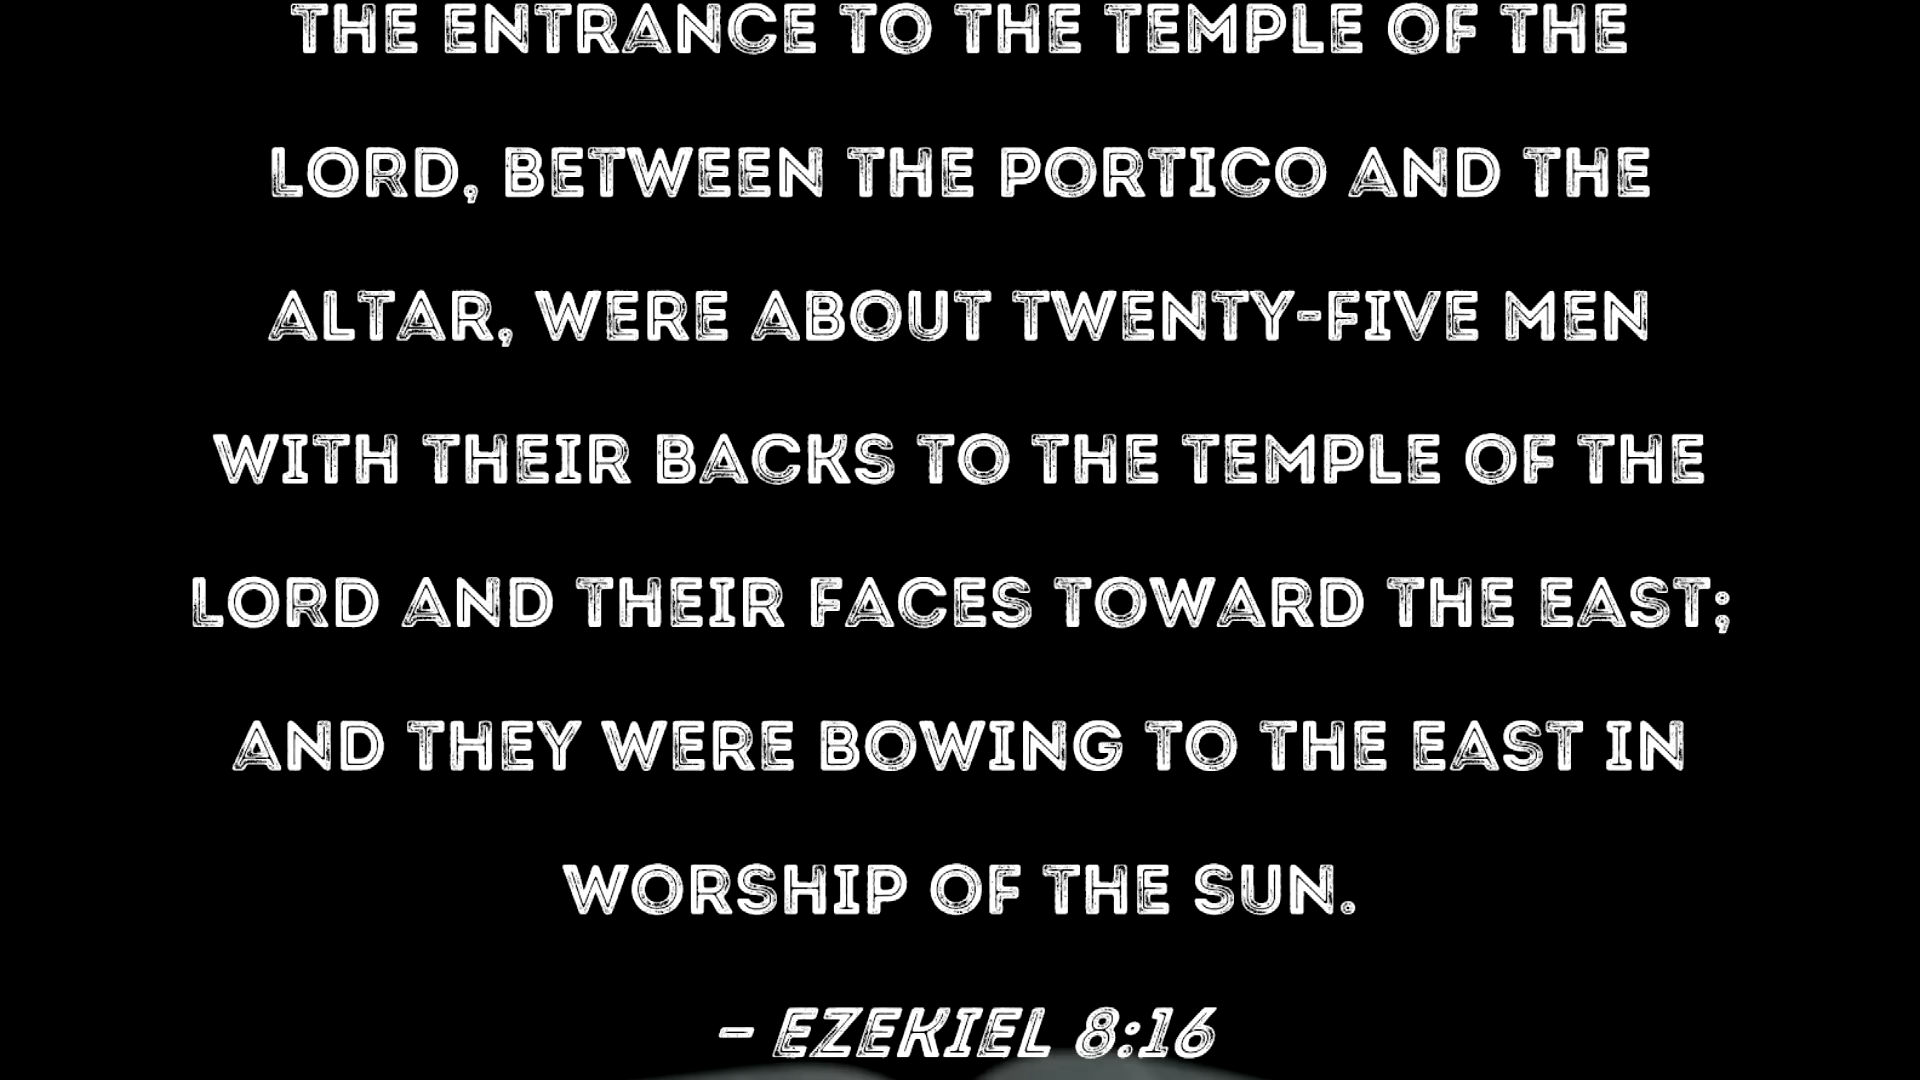 THE ENTRANCE TO THE TEMPLE OF THE
LORD, BETWEEN THE PORTICO AND THE
ALTAR, WERE ABOUT TWENTY-FIVE MEN
WITH THEIR BACKS TO THE TEMPLE OF THE
LORD AND THEIR FACES TOWARD THE EAST;
AND THEY WERE BOWING TO THE EAST IN
WORSHIP OF THE SUN.
– EZEKIEL 8:16